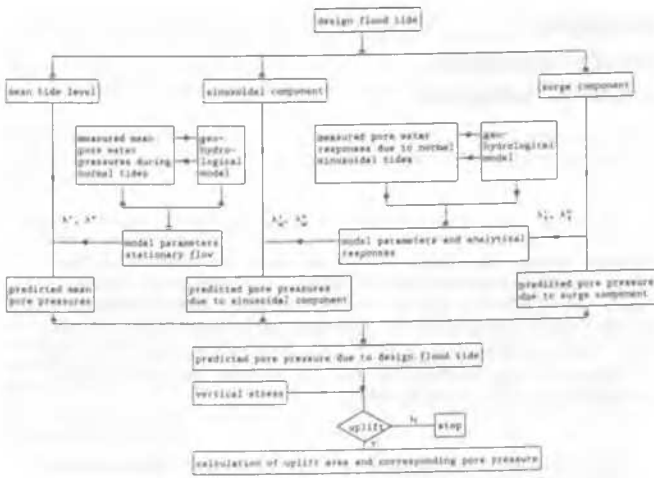 design flood tide
mean tide level
sinusoidal component
surge component
measured mean
pore water
pressures during
normal tides
geo-
hydro-
logical
model
measured pore water
responses due to normal
sinusoidal tides
geo-
hydrological
model
λ', λ"
model parameters
stationary flow
model parameters and analytical
responses
predicted mean
pore pressures
predicted pore pressures
due to sinusoidal component
predicted pore pressure
due to surge component
predicted pore pressure due to design flood tide
vertical stress
uplift
stop
calculation of uplift area and corresponding pore pressure